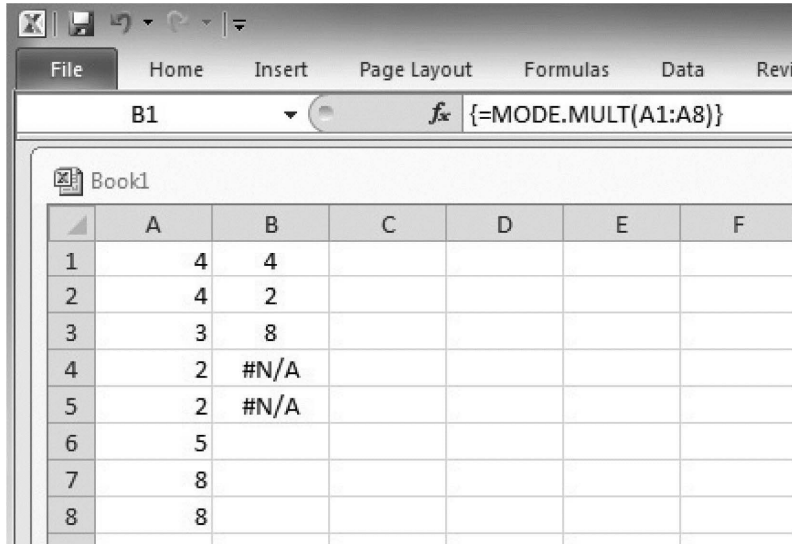 File Home Insert Page Layout Formulas Data
B1 fx {=MODE.MULT(A1:A8)}
Book1
A B C D E F
1 4 4
2 4 2
3 3 8
4 2 #N/A
5 2 #N/A
6 5
7 8
8 8